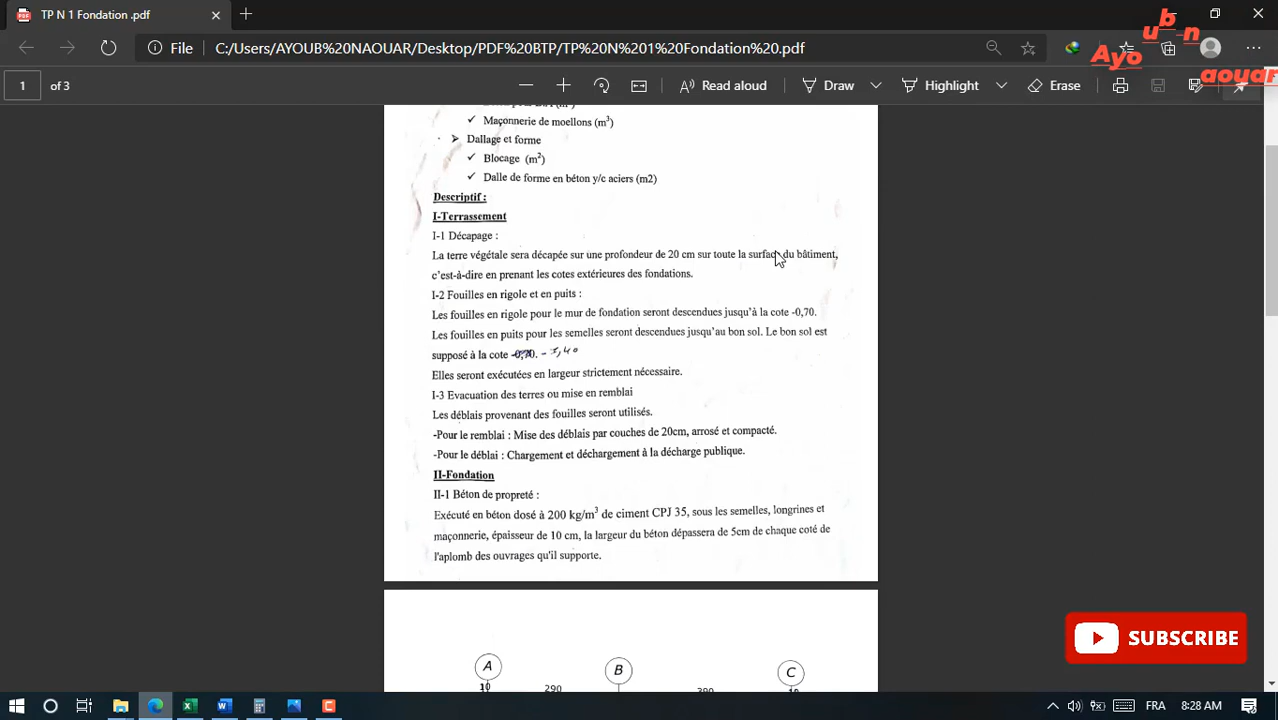 TP N 1 Fondation .pdf
File
C:/Users/AYOUB%20NAOUAR/Desktop/PDF%20BTP/TP%20N%201%20Fondation%20.pdf
Ayoub-n
aouar
1 of 3
Read aloud
Draw
Highlight
Erase
✓ Maçonnerie de moellons (m³)
➢ Dallage et forme
✓ Blocage (m²)
✓ Dalle de forme en béton y/c aciers (m2)
Descriptif :
I-Terrassement
I-1 Décapage :
La terre végétale sera décapée sur une profondeur de 20 cm sur toute la surface du bâtiment,
c'est-à-dire en prenant les cotes extérieures des fondations.
I-2 Fouilles en rigole et en puits :
Les fouilles en rigole pour le mur de fondation seront descendues jusqu'à la cote -0,70.
Les fouilles en puits pour les semelles seront descendues jusqu'au bon sol. Le bon sol est
supposé à la cote
Elles seront exécutées en largeur strictement nécessaire.
I-3 Evacuation des terres ou mise en remblai
Les déblais provenant des fouilles seront utilisés.
-Pour le remblai : Mise des déblais par couches de 20cm, arrosé et compacté.
-Pour le déblai : Chargement et déchargement à la décharge publique.
II-Fondation
II-1 Béton de propreté :
Exécuté en béton dosé à 200 kg/m³ de ciment CPJ 35, sous les semelles, longrines et
maçonnerie, épaisseur de 10 cm, la largeur du béton dépassera de 5cm de chaque coté de
l'aplomb des ouvrages qu'il supporte.
A B C
10 290
SUBSCRIBE
FRA 8:28 AM